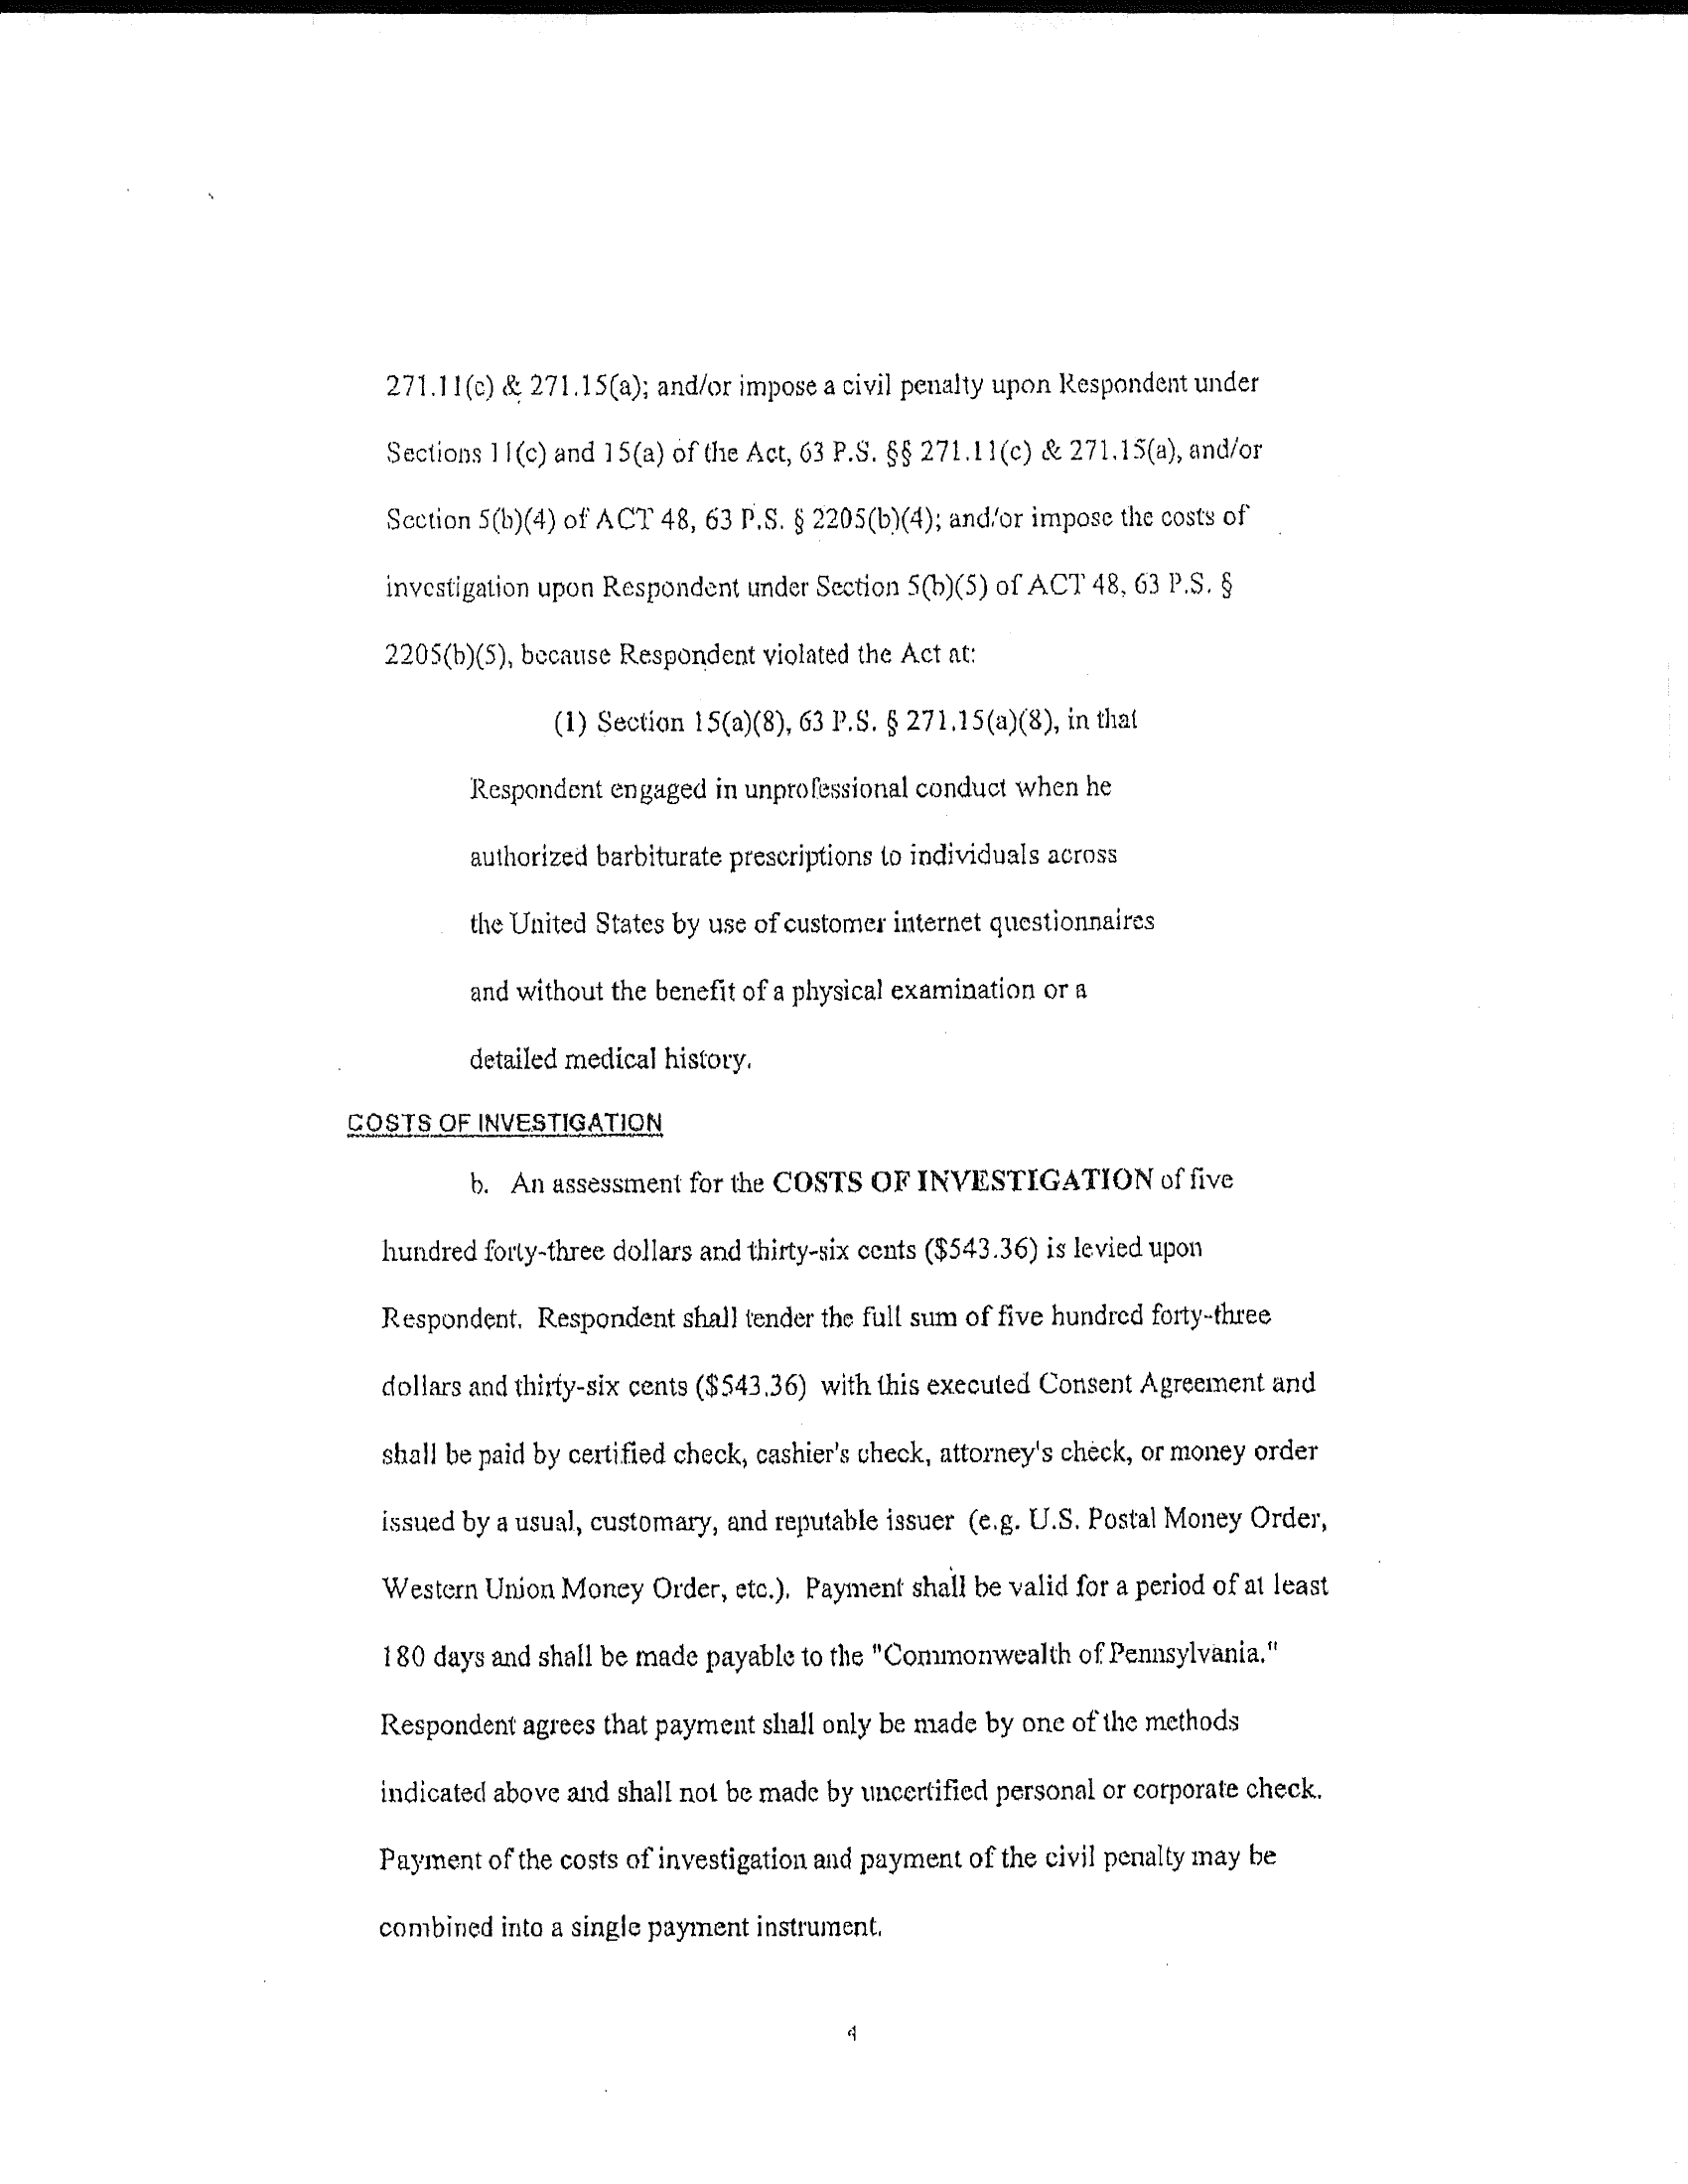 271.11(c) & 271.15(a); and/or impose a civil penalty upon Respondent under
Sections 11(c) and 15(a) of the Act, 63 P.S. §§ 271.11(c) & 271.15(a), and/or
Section 5(b)(4) of ACT 48, 63 P.S. § 2205(b)(4); and/or impose the costs of
investigation upon Respondent under Section 5(b)(5) of ACT 48, 63 P.S. §
2205(b)(5), because Respondent violated the Act at:
(1) Section 15(a)(8), 63 P.S. § 271.15(a)(8), in that
Respondent engaged in unprofessional conduct when he
authorized barbiturate prescriptions to individuals across
the United States by use of customer internet questionnaires
and without the benefit of a physical examination or a
detailed medical history.
COSTS OF INVESTIGATION
b. An assessment for the COSTS OF INVESTIGATION of five
hundred forty-three dollars and thirty-six cents ($543.36) is levied upon
Respondent. Respondent shall tender the full sum of five hundred forty-three
dollars and thirty-six cents ($543.36) with this executed Consent Agreement and
shall be paid by certified check, cashier's check, attorney's check, or money order
issued by a usual, customary, and reputable issuer (e.g. U.S. Postal Money Order,
Western Union Money Order, etc.). Payment shall be valid for a period of at least
180 days and shall be made payable to the "Commonwealth of Pennsylvania."
Respondent agrees that payment shall only be made by one of the methods
indicated above and shall not be made by uncertified personal or corporate check.
Payment of the costs of investigation and payment of the civil penalty may be
combined into a single payment instrument.
4